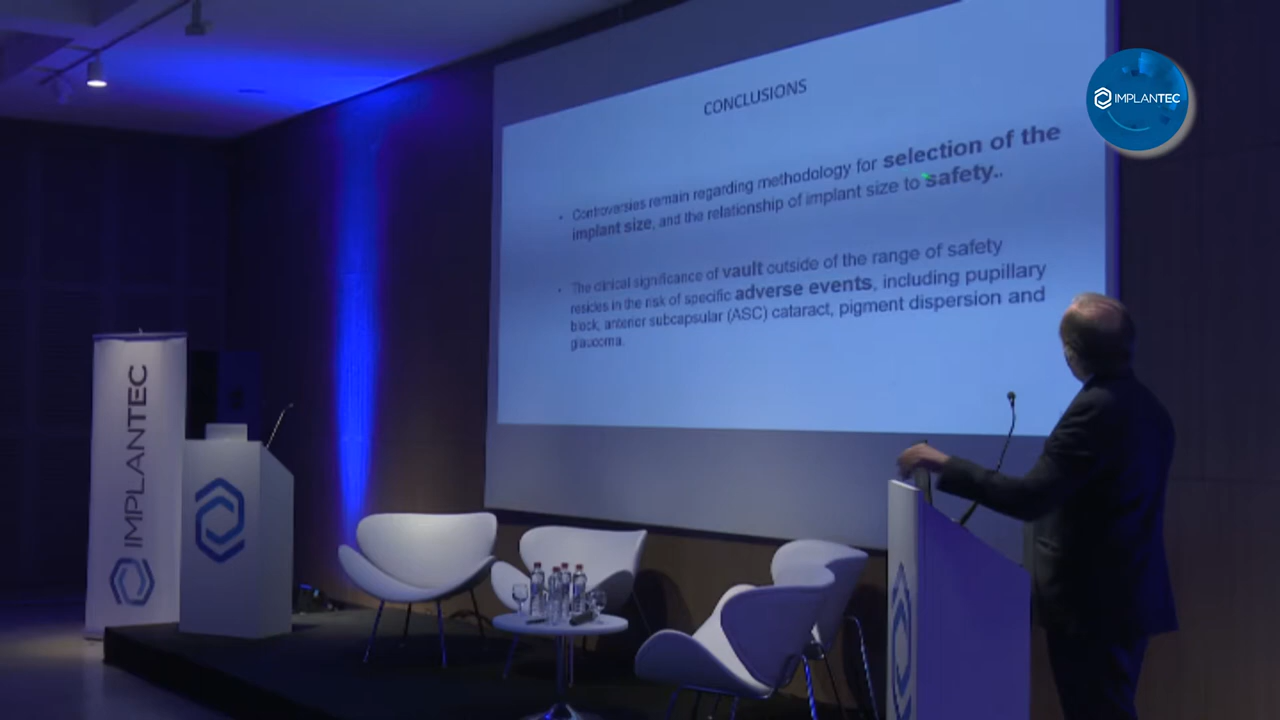 IMPLANTEC
CONCLUSIONS
• Controversies remain regarding methodology for selection of the
implant size, and the relationship of implant size to safety..
• The clinical significance of vault outside of the range of safety
resides in the risk of specific adverse events, including pupillary
block, anterior subcapsular (ASC) cataract, pigment dispersion and
glaucoma.
IMPLANTEC